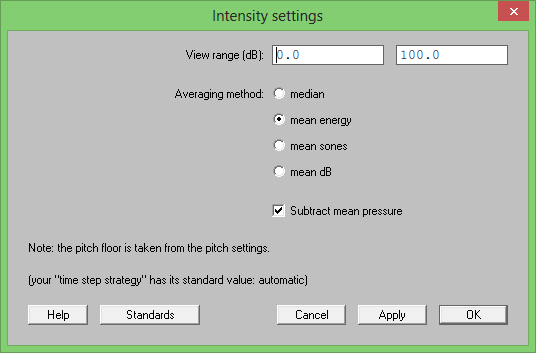 Intensity settings
View range (dB): 0.0 100.0
Averaging method: median
mean energy
mean sones
mean dB
Subtract mean pressure
Note: the pitch floor is taken from the pitch settings.
(your "time step strategy" has its standard value: automatic)
Help Standards Cancel Apply OK